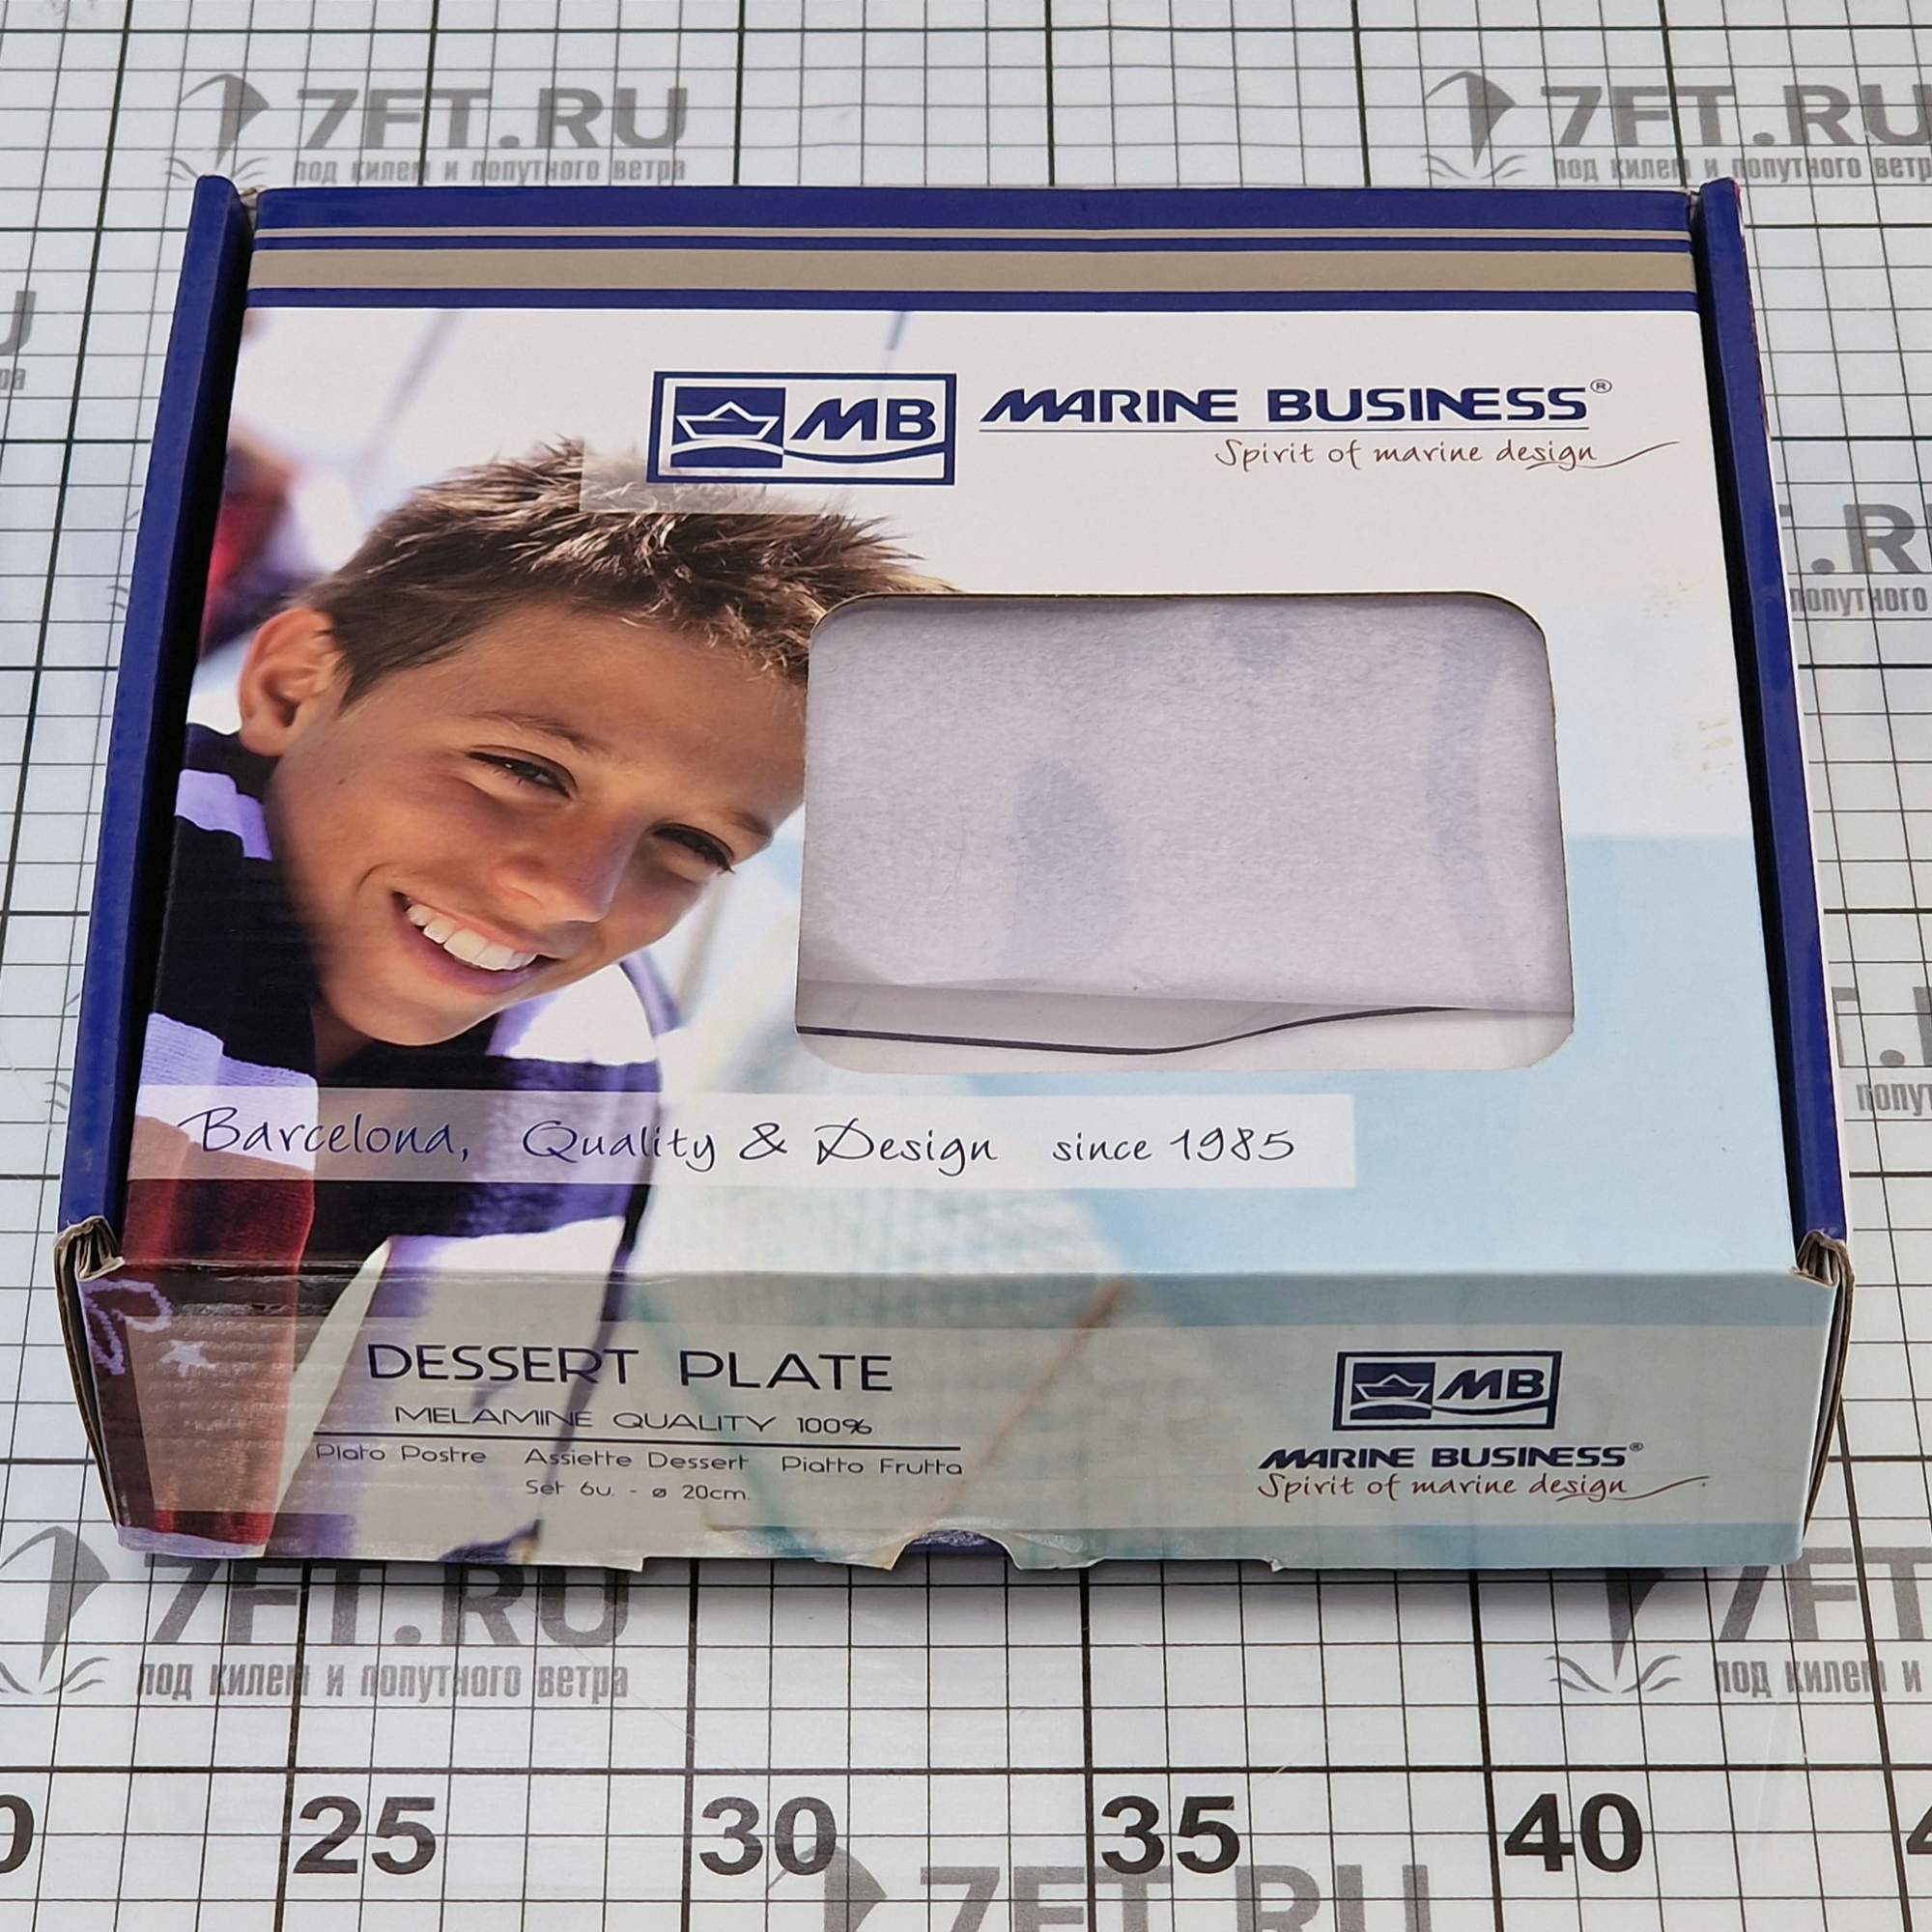 7FT.RU
под килем и попутного ветра
7FT.RU
под килем и попутного ветра
MB MARINE BUSINESS®
Spirit of marine design
.R
попутного
Barcelona, Quality & Design since 1985
DESSERT PLATE
MELAMINE QUALITY 100%
Plato Postre Assiette Dessert Piatto Frutta
Set 6u. - ø 20cm.
MB
MARINE BUSINESS®
Spirit of marine design
7FT.RU
под килем и попутного ветра
7FT
под килем и
25 30 35 40
7FT.RU